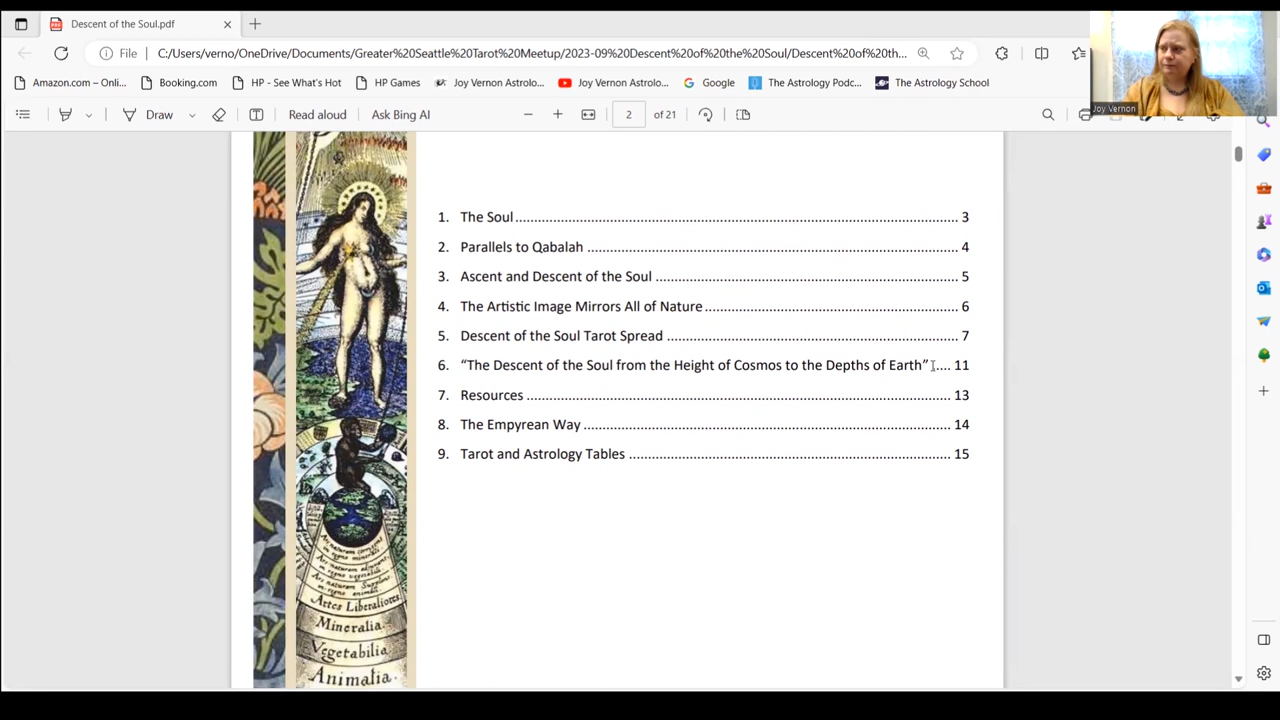 Descent of the Soul.pdf
File
C:/Users/verno/OneDrive/Documents/Greater%20Seattle%20Tarot%20Meetup/2023-09%20Descent%20of%20the%20Soul/Descent%20of%20th...
Amazon.com – Onli...
Booking.com
HP - See What's Hot
HP Games
Joy Vernon Astrolo...
Joy Vernon Astrolo...
Google
The Astrology Podc...
The Astrology School
Joy Vernon
Draw
Read aloud
Ask Bing AI
2 of 21
1. The Soul ... 3
2. Parallels to Qabalah ... 4
3. Ascent and Descent of the Soul ... 5
4. The Artistic Image Mirrors All of Nature ... 6
5. Descent of the Soul Tarot Spread ... 7
6. “The Descent of the Soul from the Height of Cosmos to the Depths of Earth” .... 11
7. Resources ... 13
8. The Empyrean Way ... 14
9. Tarot and Astrology Tables ... 15
Artes Liberaliores
Mineralia.
Vegetabilia
Animalia.